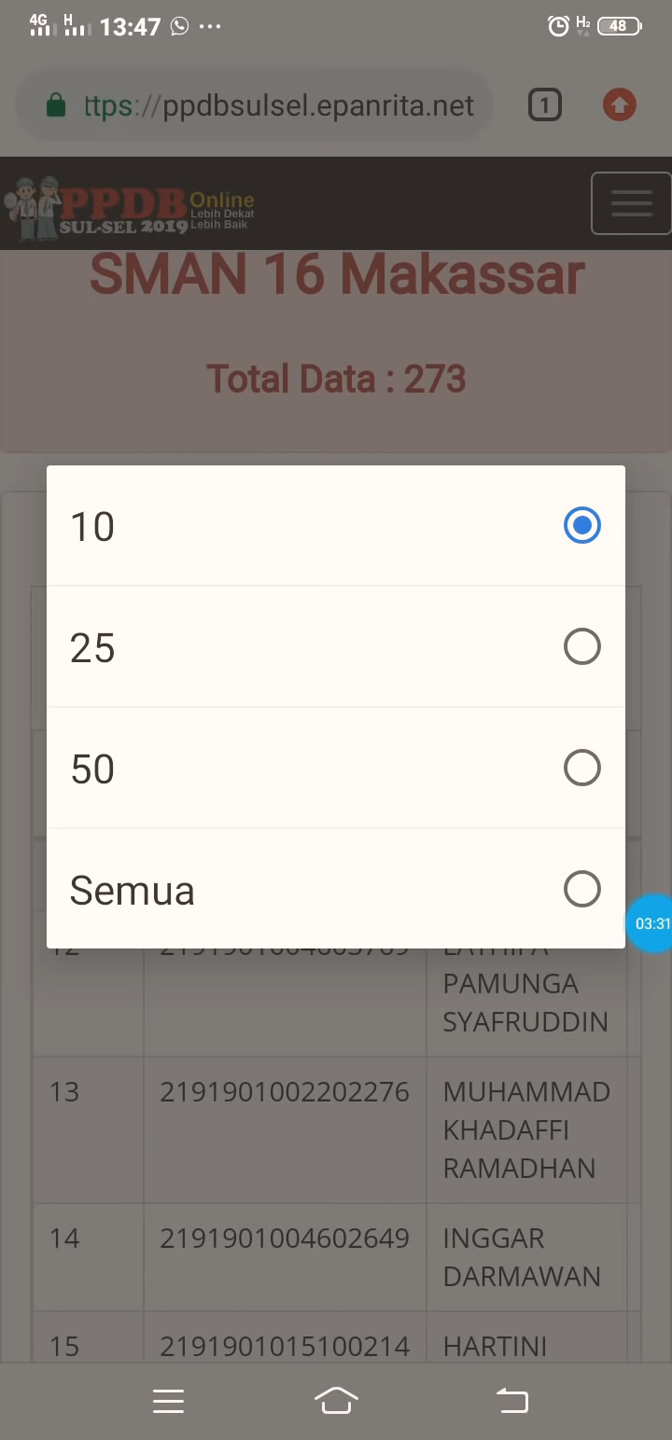 4G H 13:47 H2 48
ttps://ppdbsulsel.epanrita.net 1
PPDB Online
Lebih Dekat
SUL-SEL 2019 Lebih Baik
SMAN 16 Makassar
Total Data : 273
10
25
50
Semua
03:31
12
PAMUNGA
SYAFRUDDIN
13 2191901002202276 MUHAMMAD
KHADAFFI
RAMADHAN
14 2191901004602649 INGGAR
DARMAWAN
15 2191901015100214 HARTINI